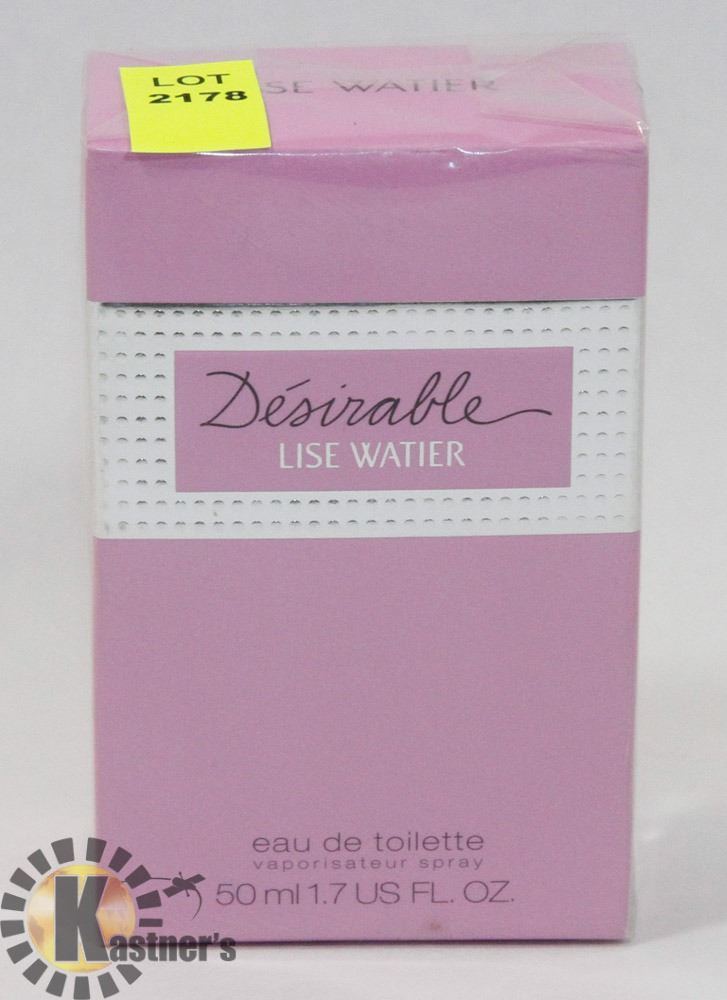 LOT
2178
SE WATIER
Désirable
LISE WATIER
eau de toilette
vaporisateur spray
50 ml 1.7 US FL. OZ.
Kastner's